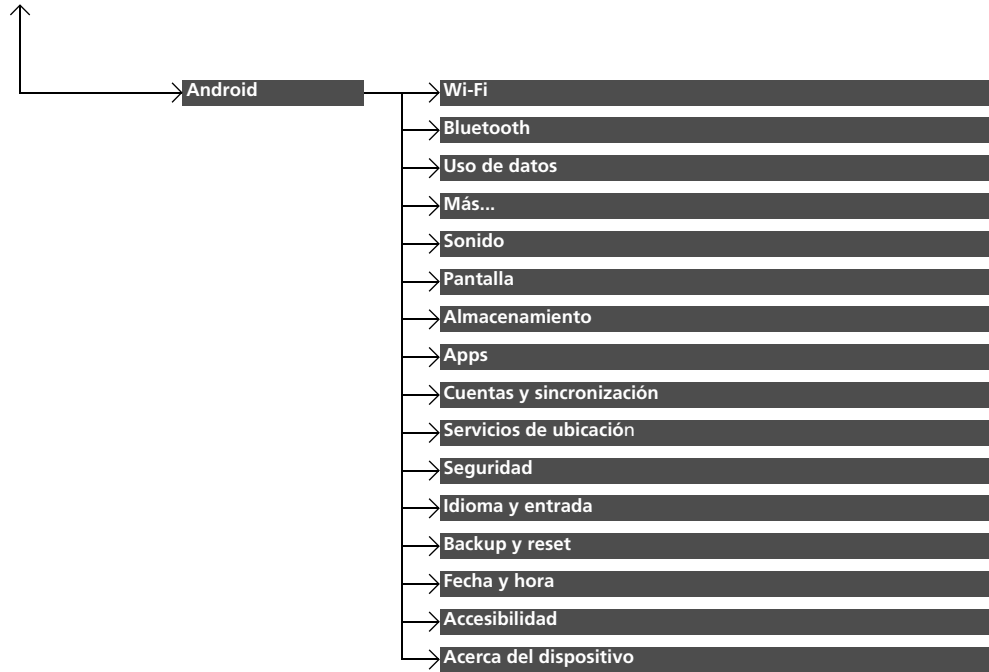 Android
Wi-Fi
Bluetooth
Uso de datos
Más...
Sonido
Pantalla
Almacenamiento
Apps
Cuentas y sincronización
Servicios de ubicación
Seguridad
Idioma y entrada
Backup y reset
Fecha y hora
Accesibilidad
Acerca del dispositivo